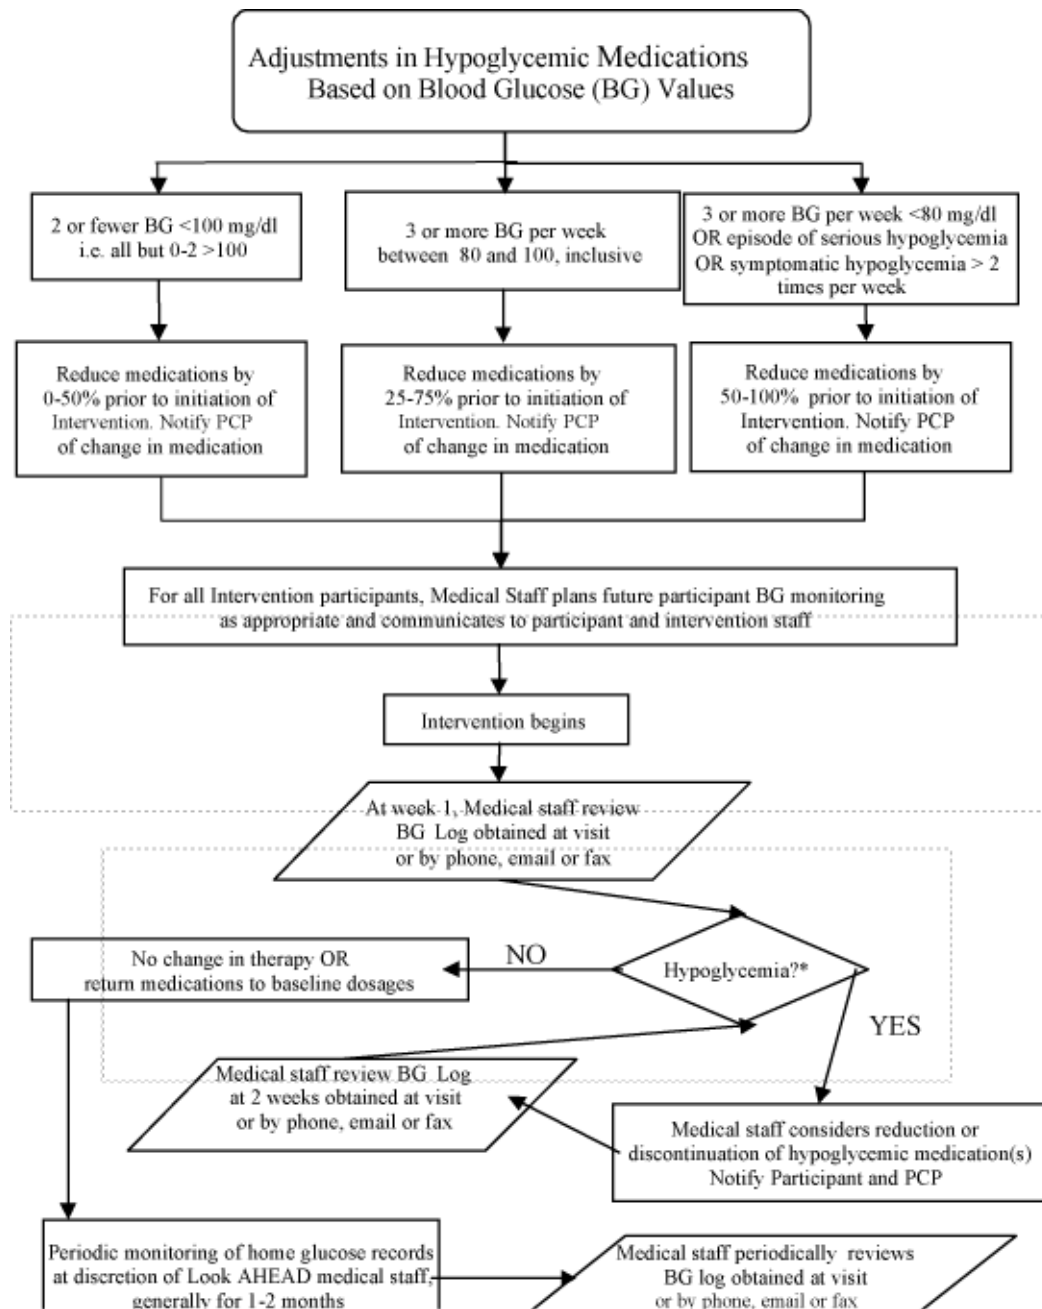 Adjustments in Hypoglycemic Medications
Based on Blood Glucose (BG) Values
2 or fewer BG <100 mg/dl
i.e. all but 0-2 >100
3 or more BG per week
between 80 and 100, inclusive
3 or more BG per week <80 mg/dl
OR episode of serious hypoglycemia
OR symptomatic hypoglycemia > 2
times per week
Reduce medications by
0-50% prior to initiation of
Intervention. Notify PCP
of change in medication
Reduce medications by
25-75% prior to initiation of
Intervention. Notify PCP
of change in medication
Reduce medications by
50-100% prior to initiation of
Intervention. Notify PCP
of change in medication
For all Intervention participants, Medical Staff plans future participant BG monitoring
as appropriate and communicates to participant and intervention staff
Intervention begins
At week 1, Medical staff review
BG Log obtained at visit
or by phone, email or fax
Hypoglycemia?*
NO
No change in therapy OR
return medications to baseline dosages
YES
Medical staff review BG Log
at 2 weeks obtained at visit
or by phone, email or fax
Medical staff considers reduction or
discontinuation of hypoglycemic medication(s)
Notify Participant and PCP
Periodic monitoring of home glucose records
at discretion of Look AHEAD medical staff,
generally for 1-2 months
Medical staff periodically reviews
BG log obtained at visit
or by phone, email or fax